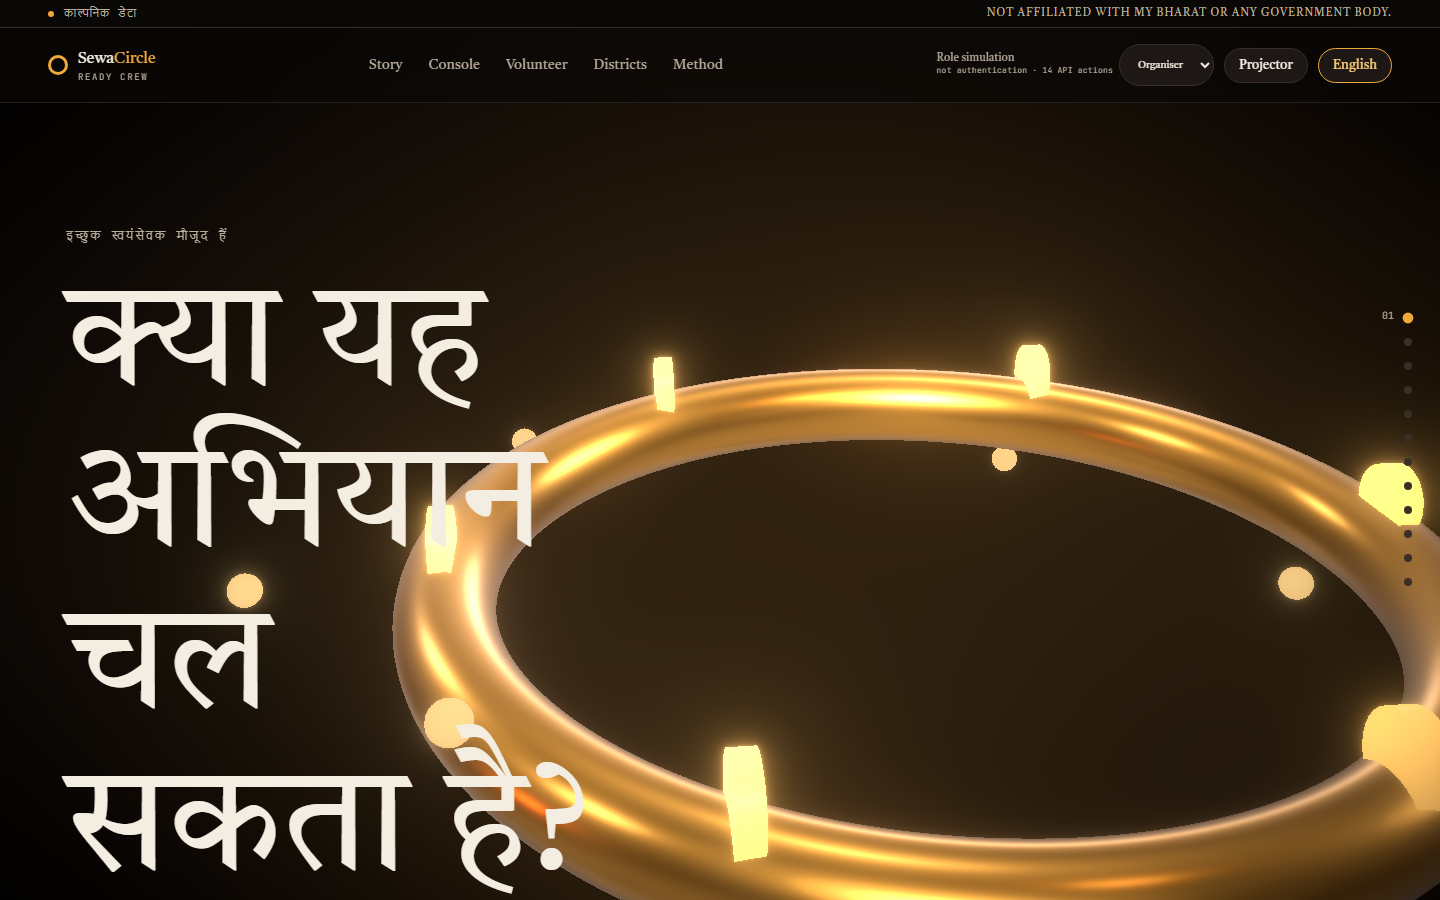 काल्पनिक डेटा
NOT AFFILIATED WITH MY BHARAT OR ANY GOVERNMENT BODY.
SewaCircle
READY CREW
Story Console Volunteer Districts Method
Role simulation
not authentication · 14 API actions
Organiser
Projector
English
इच्छुक स्वयंसेवक मौजूद हैं
क्या यह
अभियान
चल
सकता है?
01